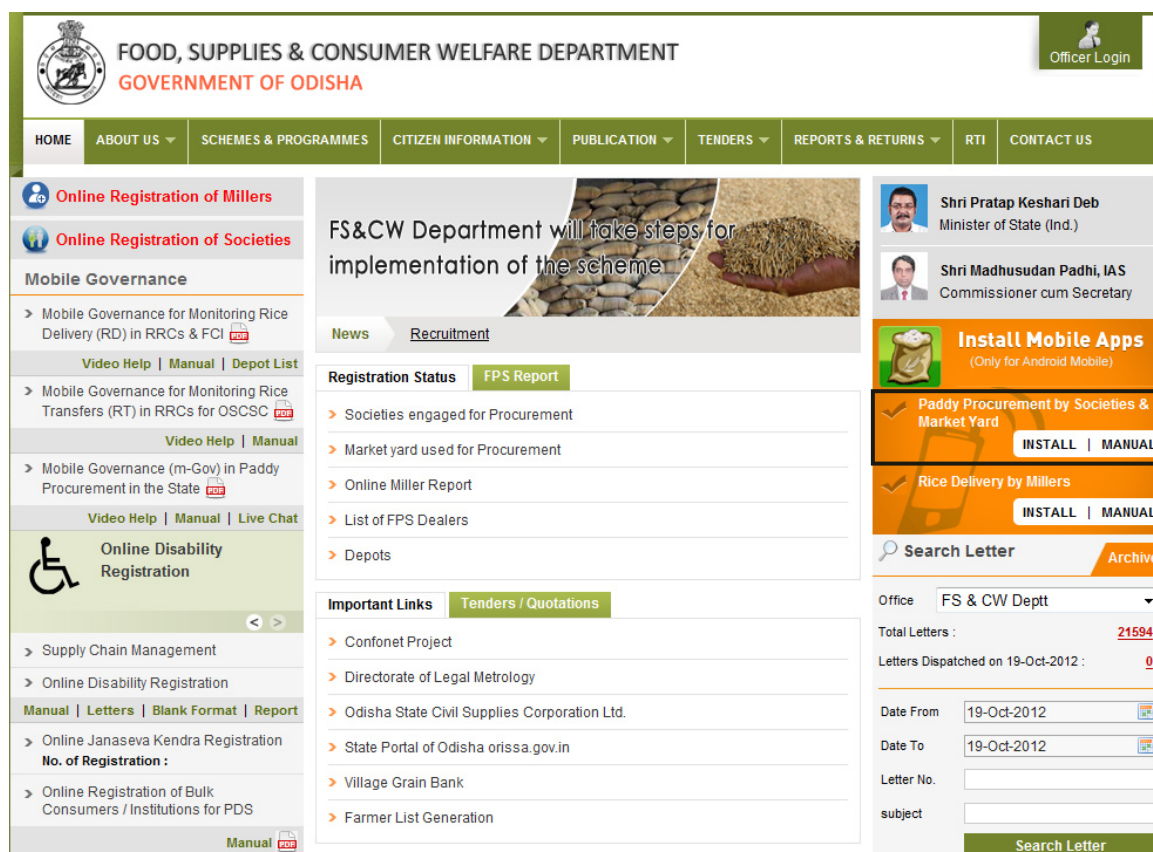 FOOD, SUPPLIES & CONSUMER WELFARE DEPARTMENT
GOVERNMENT OF ODISHA
Officer Login
HOME ABOUT US SCHEMES & PROGRAMMES CITIZEN INFORMATION PUBLICATION TENDERS REPORTS & RETURNS RTI CONTACT US
Online Registration of Millers
Online Registration of Societies
Mobile Governance
> Mobile Governance for Monitoring Rice
Delivery (RD) in RRCs & FCI PDF
Video Help | Manual | Depot List
> Mobile Governance for Monitoring Rice
Transfers (RT) in RRCs for OSCSC PDF
Video Help | Manual
> Mobile Governance (m-Gov) in Paddy
Procurement in the State PDF
Video Help | Manual | Live Chat
Online Disability
Registration
< >
> Supply Chain Management
> Online Disability Registration
Manual | Letters | Blank Format | Report
> Online Janaseva Kendra Registration
No. of Registration :
> Online Registration of Bulk
Consumers / Institutions for PDS
Manual PDF
FS&CW Department will take steps for
implementation of the scheme
News Recruitment
Registration Status FPS Report
> Societies engaged for Procurement
> Market yard used for Procurement
> Online Miller Report
> List of FPS Dealers
> Depots
Important Links Tenders / Quotations
> Confonet Project
> Directorate of Legal Metrology
> Odisha State Civil Supplies Corporation Ltd.
> State Portal of Odisha orissa.gov.in
> Village Grain Bank
> Farmer List Generation
Shri Pratap Keshari Deb
Minister of State (Ind.)
Shri Madhusudan Padhi, IAS
Commissioner cum Secretary
Install Mobile Apps
(Only for Android Mobile)
Paddy Procurement by Societies &
Market Yard
INSTALL | MANUAL
Rice Delivery by Millers
INSTALL | MANUAL
Search Letter Archive
Office FS & CW Deptt
Total Letters : 21594
Letters Dispatched on 19-Oct-2012 : 0
Date From 19-Oct-2012
Date To 19-Oct-2012
Letter No.
subject
Search Letter